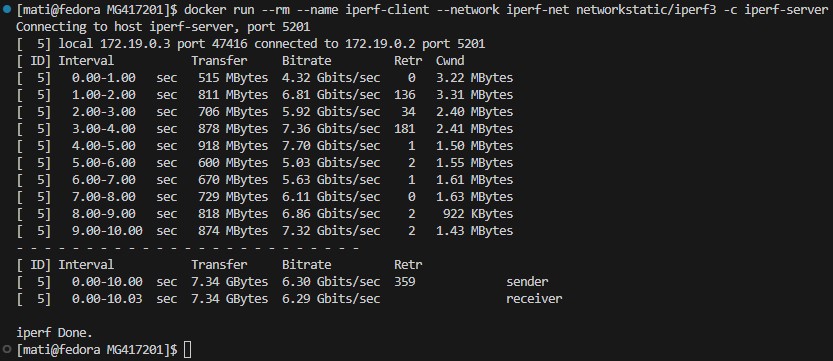 [mati@fedora MG417201]$ docker run --rm --name iperf-client --network iperf-net networkstatic/iperf3 -c iperf-server
Connecting to host iperf-server, port 5201
[  5] local 172.19.0.3 port 47416 connected to 172.19.0.2 port 5201
[ ID] Interval           Transfer     Bitrate         Retr  Cwnd
[  5]   0.00-1.00   sec   515 MBytes  4.32 Gbits/sec    0   3.22 MBytes
[  5]   1.00-2.00   sec   811 MBytes  6.81 Gbits/sec  136   3.31 MBytes
[  5]   2.00-3.00   sec   706 MBytes  5.92 Gbits/sec   34   2.40 MBytes
[  5]   3.00-4.00   sec   878 MBytes  7.36 Gbits/sec  181   2.41 MBytes
[  5]   4.00-5.00   sec   918 MBytes  7.70 Gbits/sec    1   1.50 MBytes
[  5]   5.00-6.00   sec   600 MBytes  5.03 Gbits/sec    2   1.55 MBytes
[  5]   6.00-7.00   sec   670 MBytes  5.63 Gbits/sec    1   1.61 MBytes
[  5]   7.00-8.00   sec   729 MBytes  6.11 Gbits/sec    0   1.63 MBytes
[  5]   8.00-9.00   sec   818 MBytes  6.86 Gbits/sec    2    922 KBytes
[  5]   9.00-10.00  sec   874 MBytes  7.32 Gbits/sec    2   1.43 MBytes
- - - - - - - - - - - - - - - - - - - - - - - - -
[ ID] Interval           Transfer     Bitrate         Retr
[  5]   0.00-10.00  sec  7.34 GBytes  6.30 Gbits/sec  359             sender
[  5]   0.00-10.03  sec  7.34 GBytes  6.29 Gbits/sec                  receiver
iperf Done.
[mati@fedora MG417201]$